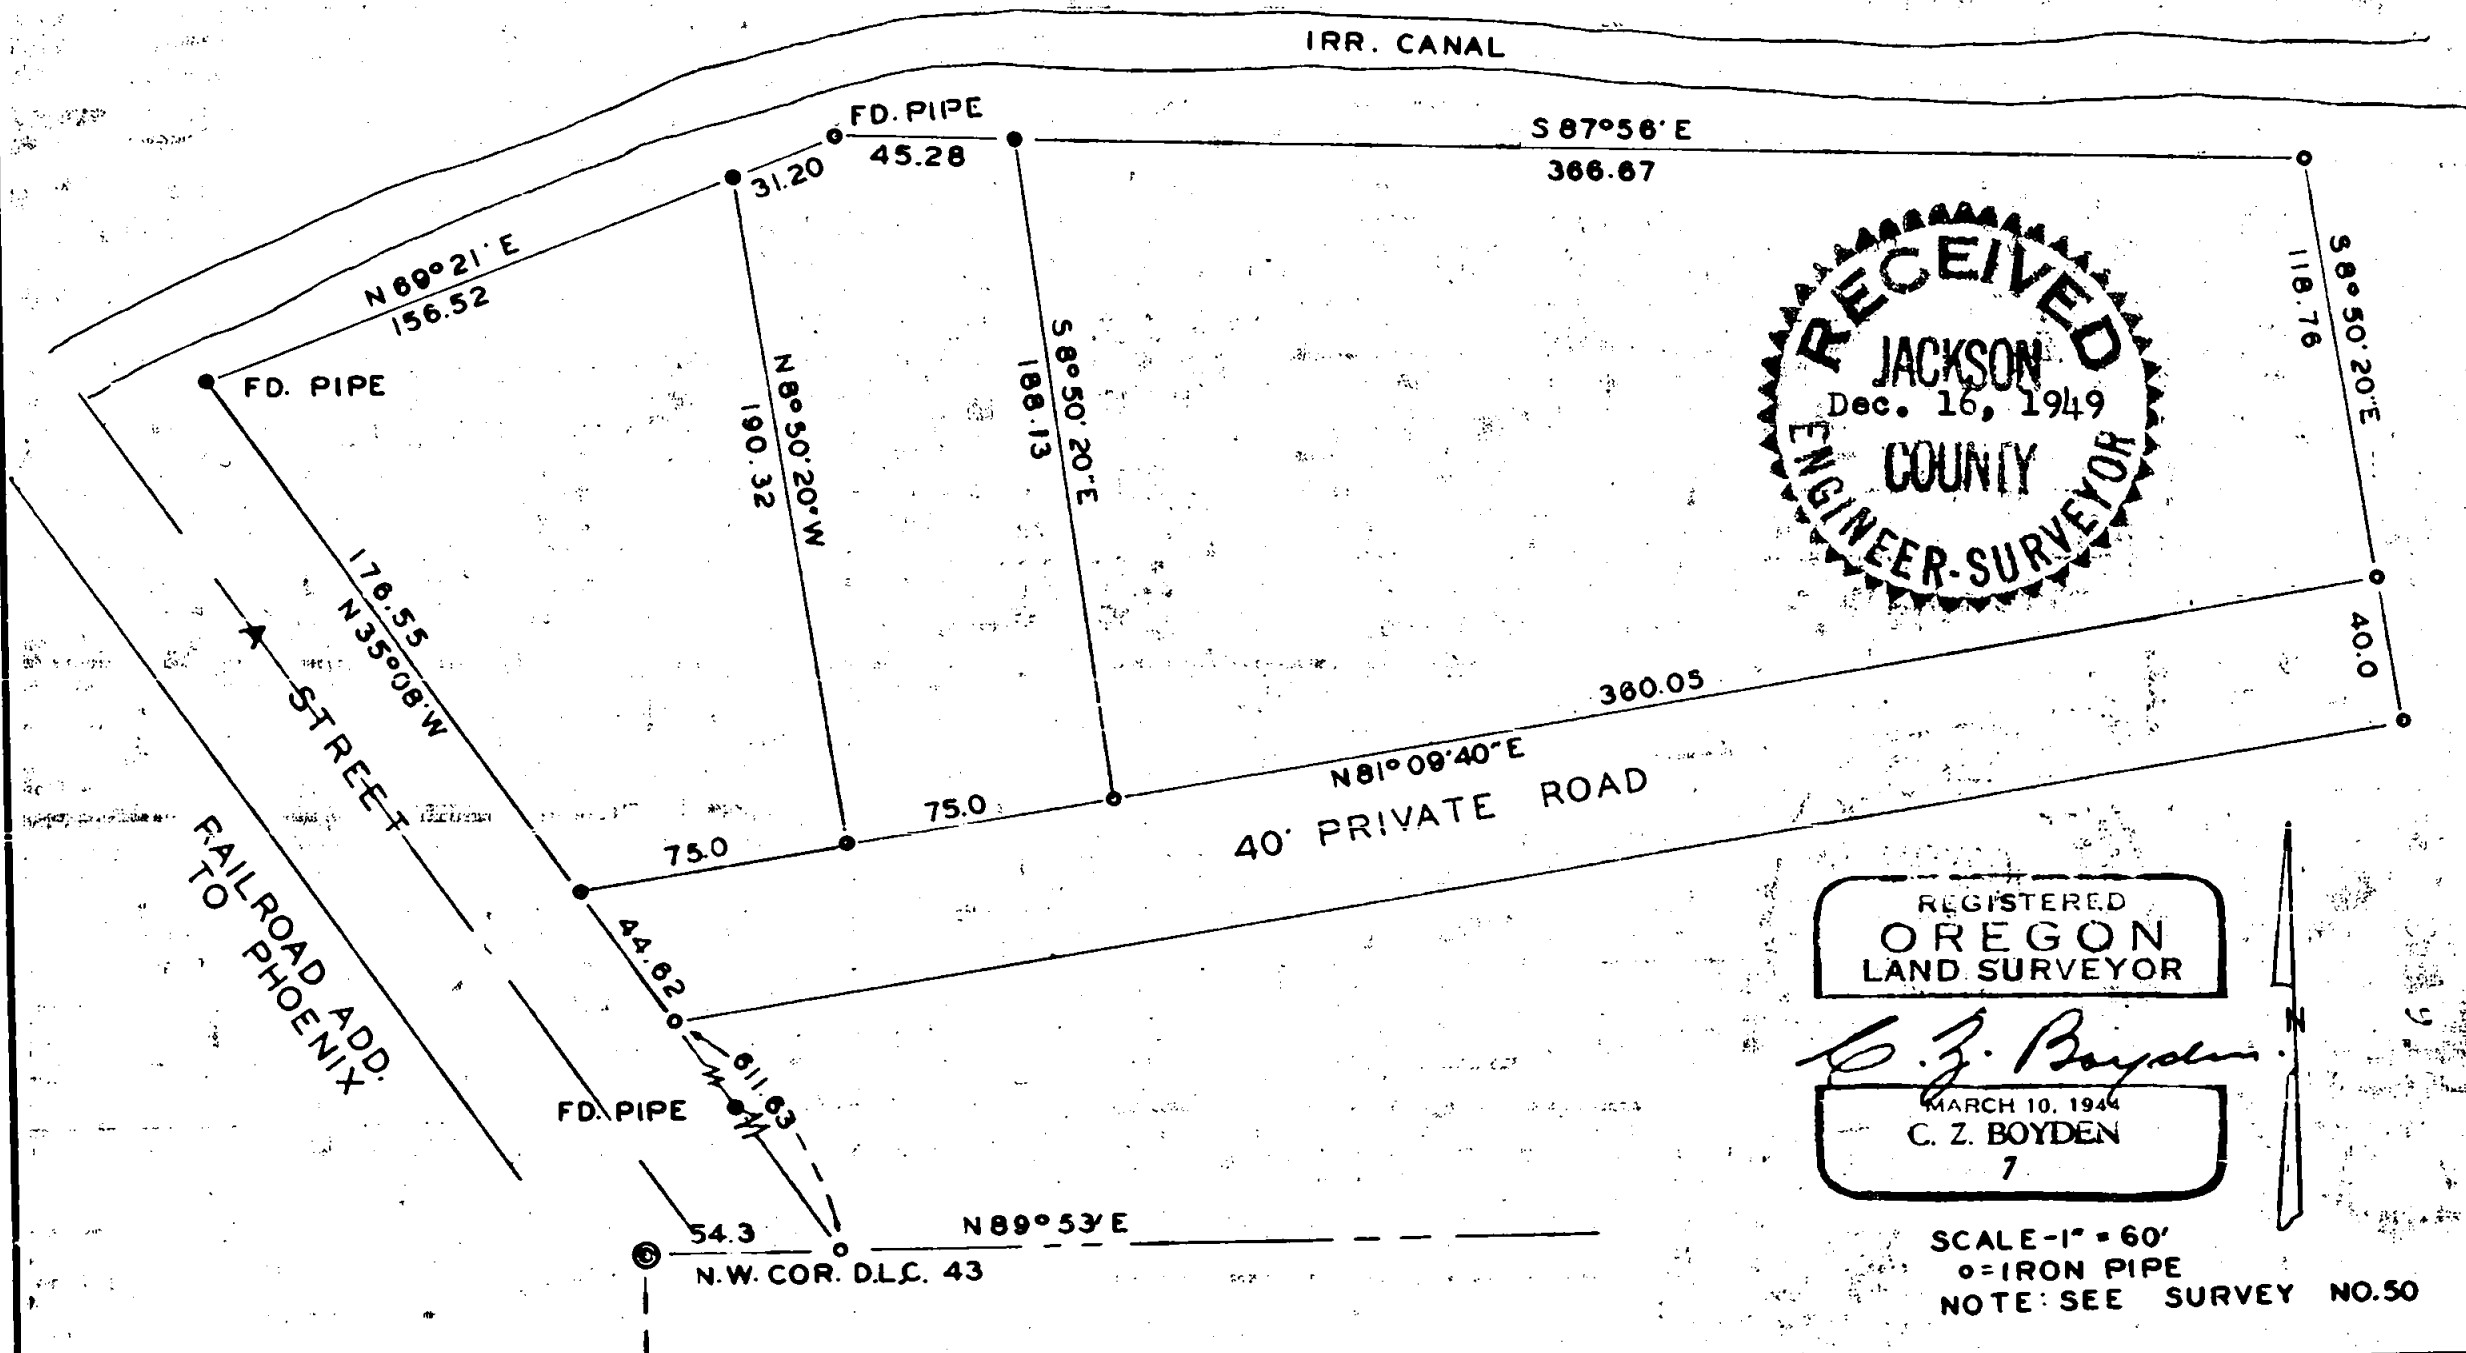 IRR. CANAL
FD. PIPE
45.28
S 87°56' E
366.67
31.20
N 69°21' E
156.52
FD. PIPE
S 8°50'20"E
118.76
N 8°50'20"W
190.32
S 8°50'20"E
188.13
RECEIVED
JACKSON
Dec. 16, 1949
COUNTY
ENGINEER-SURVEYOR
176.55
N 35°08' W
A STREET
40.0
360.05
N 81°09'40" E
40' PRIVATE ROAD
75.0
75.0
RAILROAD ADD.
TO PHOENIX
44.62
611.63
FD. PIPE
REGISTERED
OREGON
LAND SURVEYOR
C. Z. Boyden
MARCH 10, 1944
C. Z. BOYDEN
7
N
54.3
N 89°53' E
N.W. COR. D.L.C. 43
SCALE-1" = 60'
o=IRON PIPE
NOTE: SEE SURVEY NO.50